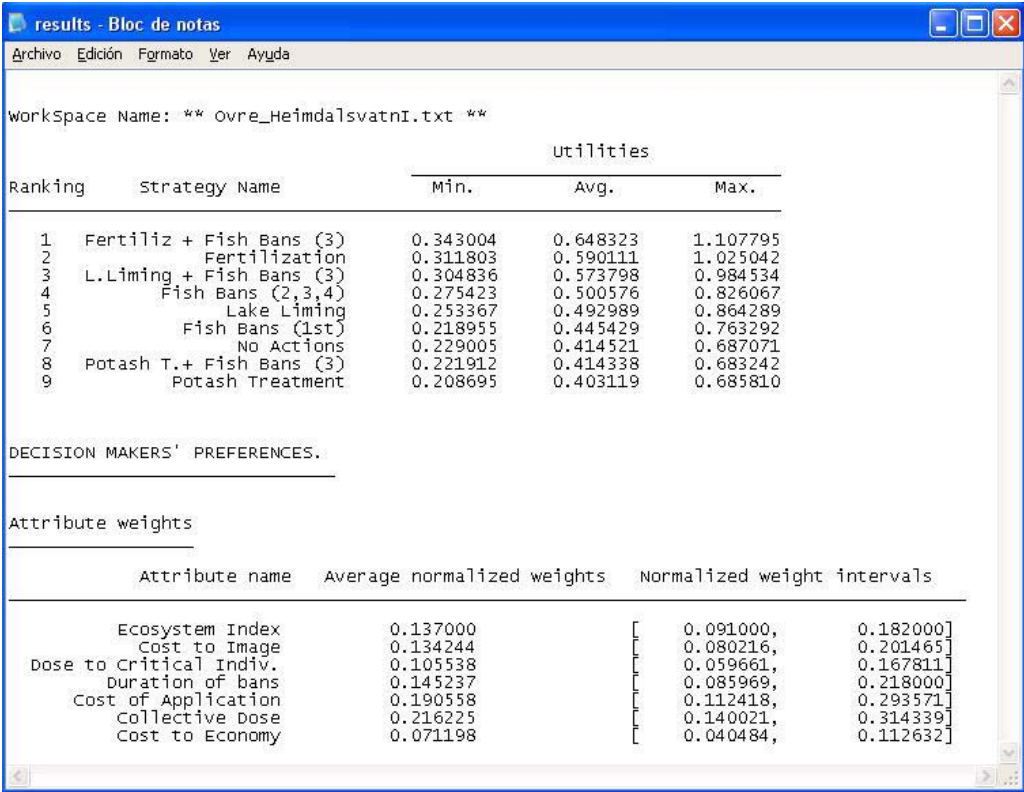 results - Bloc de notas
Archivo Edición Formato Ver Ayuda
WorkSpace Name: ** Ovre_HeimdalsvatnI.txt **
Utilities
Ranking Strategy Name Min. Avg. Max.
1 Fertiliz + Fish Bans (3) 0.343004 0.648323 1.107795
2 Fertilization 0.311803 0.590111 1.025042
3 L.Liming + Fish Bans (3) 0.304836 0.573798 0.984534
4 Fish Bans (2,3,4) 0.275423 0.500576 0.826067
5 Lake Liming 0.253367 0.492989 0.864289
6 Fish Bans (1st) 0.218955 0.445429 0.763292
7 No Actions 0.229005 0.414521 0.687071
8 Potash T.+ Fish Bans (3) 0.221912 0.414338 0.683242
9 Potash Treatment 0.208695 0.403119 0.685810
DECISION MAKERS' PREFERENCES.
Attribute weights
Attribute name Average normalized weights Normalized weight intervals
Ecosystem Index 0.137000 [ 0.091000, 0.182000]
Cost to Image 0.134244 [ 0.080216, 0.201465]
Dose to Critical Indiv. 0.105538 [ 0.059661, 0.167811]
Duration of bans 0.145237 [ 0.085969, 0.218000]
Cost of Application 0.190558 [ 0.112418, 0.293571]
Collective Dose 0.216225 [ 0.140021, 0.314339]
Cost to Economy 0.071198 [ 0.040484, 0.112632]